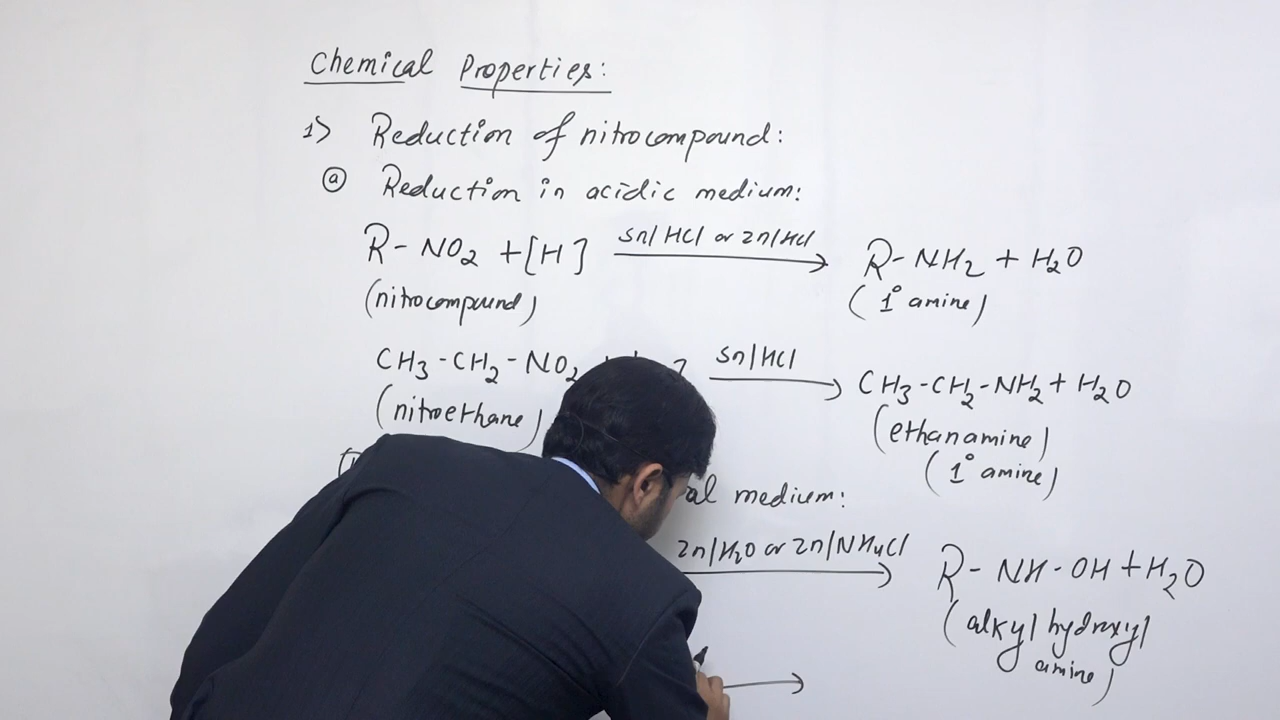 Chemical Properties:
1> Reduction of nitrocompound:
ⓐ Reduction in acidic medium:
R-NO₂ + [H] Sn/HCl or Zn/HCl → R-NH₂ + H₂O
(nitrocompound) (1° amine)
CH₃-CH₂-NO₂ Sn/HCl → CH₃-CH₂-NH₂ + H₂O
(nitroethane) (ethanamine)
(1° amine)
medium:
Zn/H₂O or Zn/NH₄Cl → R-NH-OH + H₂O
(alkyl hydroxyl
amine)
→